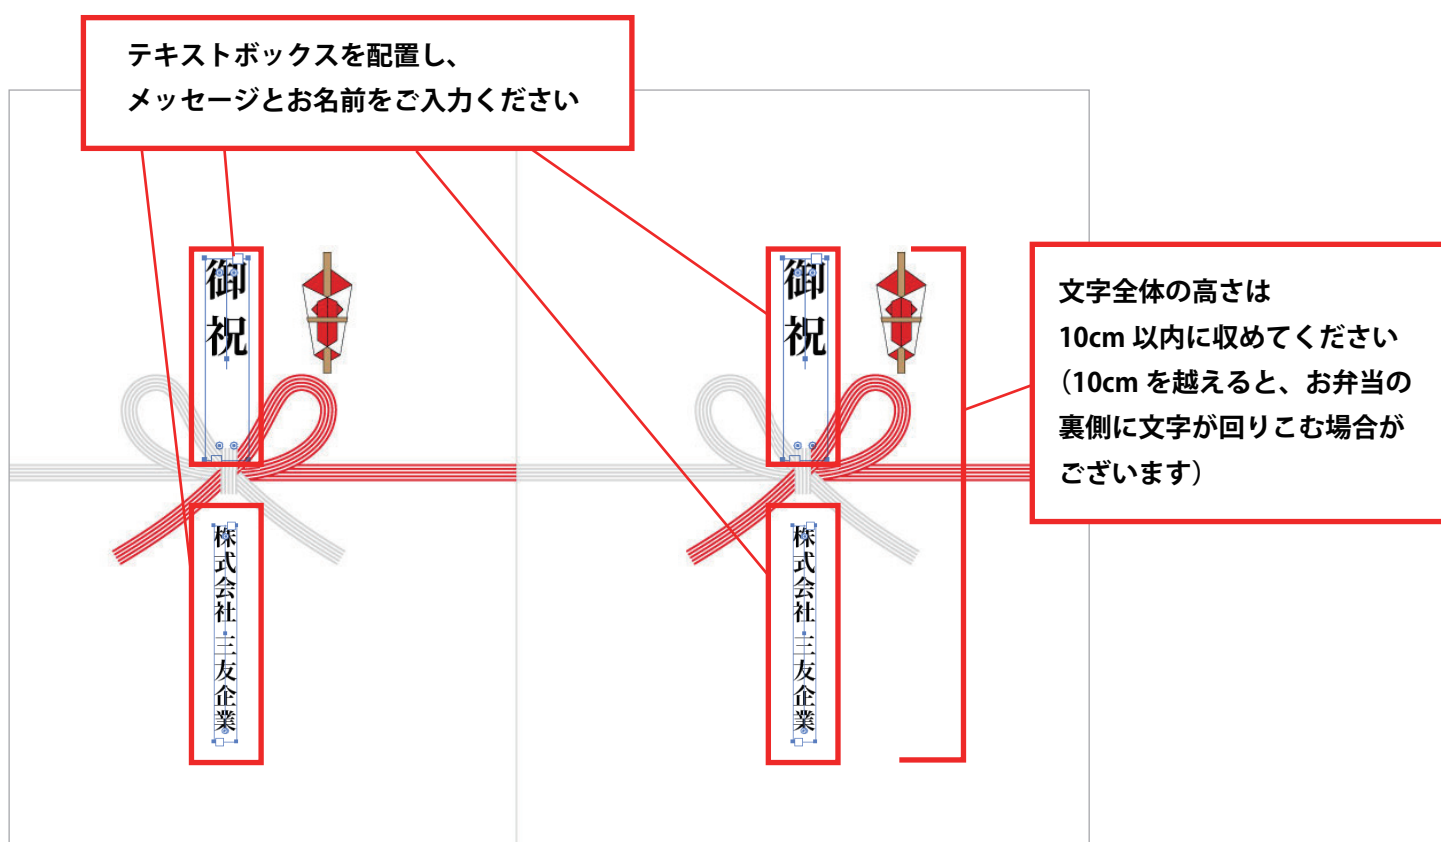 テキストボックスを配置し、
メッセージとお名前をご入力ください
御祝
株式会社 三友企業
御祝
株式会社 三友企業
文字全体の高さは
10cm 以内に収めてください
（10cm を越えると、お弁当の
裏側に文字が回りこむ場合が
ございます）